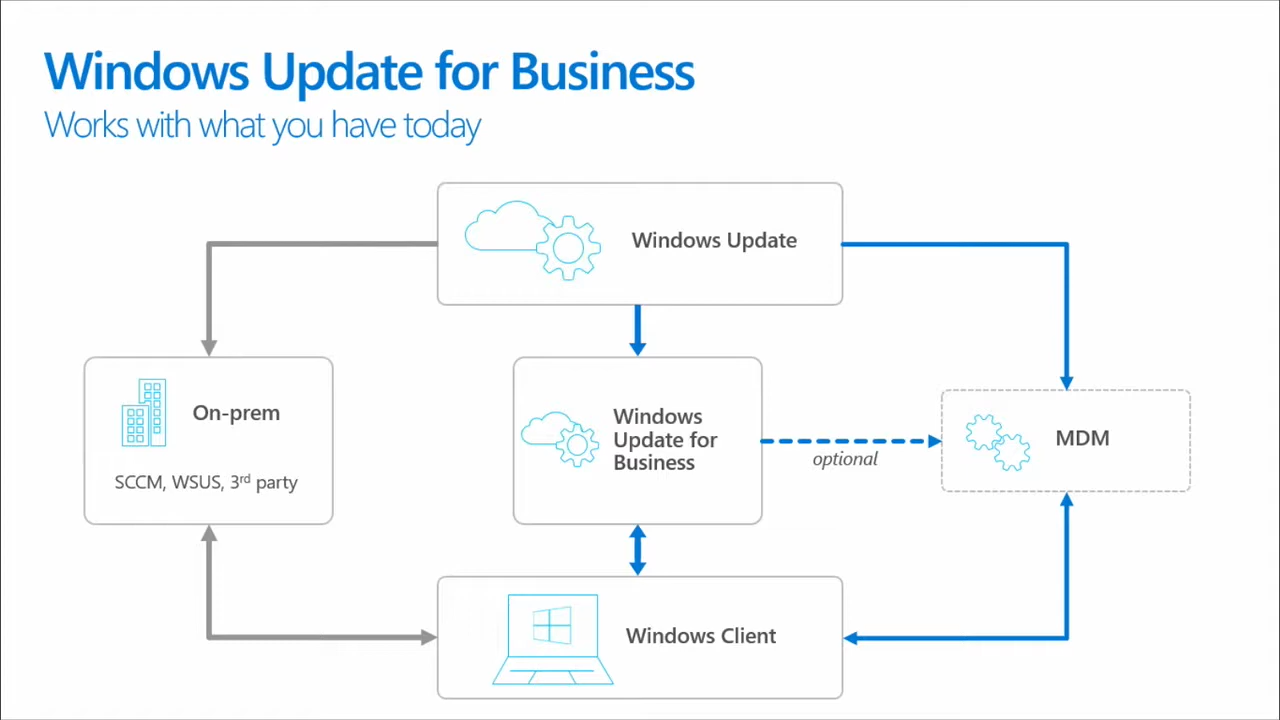 Windows Update for Business
Works with what you have today
Windows Update
On-prem
SCCM, WSUS, 3rd party
Windows
Update for
Business
optional
MDM
Windows Client